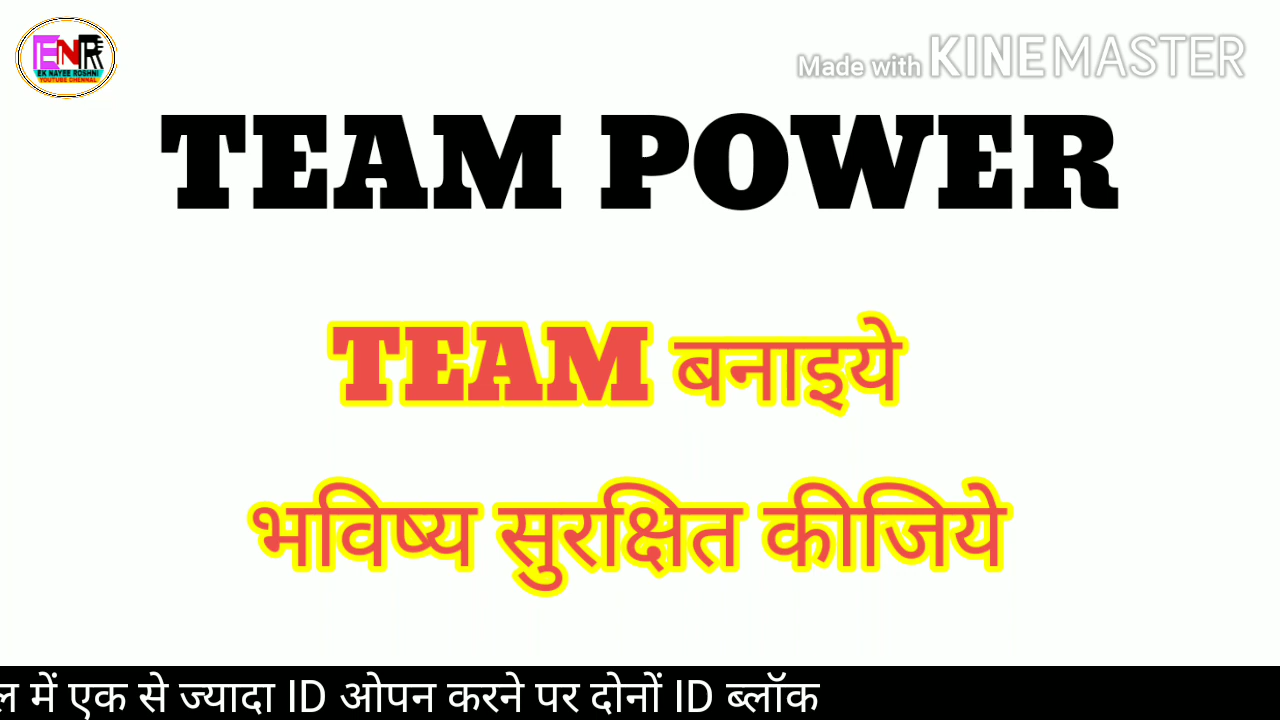 ENR
EK NAYEE ROSHNI
YOUTUBE CHENNAL
Made with KINEMASTER
TEAM POWER
TEAM बनाइये
भविष्य सुरक्षित कीजिये
ल में एक से ज्यादा ID ओपन करने पर दोनों ID ब्लॉक